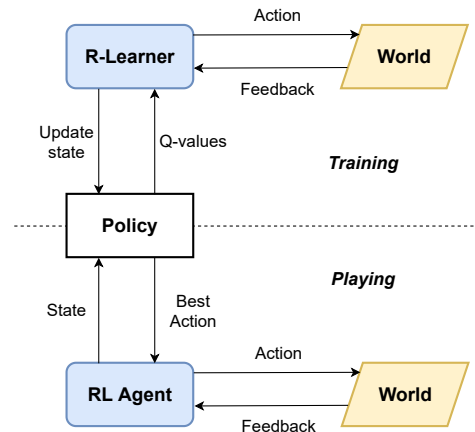 Action
R-Learner
World
Feedback
Update
state
Q-values
Training
Policy
Playing
State
Best
Action
Action
RL Agent
World
Feedback